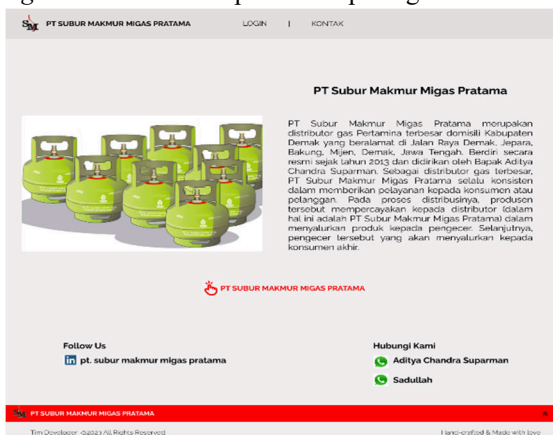 PT SUBUR MAKMUR MIGAS PRATAMA LOGIN | KONTAK
PT Subur Makmur Migas Pratama
PT Subur Makmur Migas Pratama merupakan
distributor gas Pertamina terbesar domisili Kabupaten
Demak yang beralamat di Jalan Raya Demak, Jepara,
Bakung, Mijen, Demak, Jawa Tengah. Berdiri secara
resmi sejak tahun 2013 dan didirikan oleh Bapak Aditya
Chandra Suparman. Sebagai distributor gas terbesar,
PT Subur Makmur Migas Pratama selalu konsisten
dalam memberikan pelayanan kepada konsumen atau
pelanggan. Pada proses distribusinya, produsen
tersebut mempercayakan kepada distributor (dalam
hal ini adalah PT Subur Makmur Migas Pratama) dalam
menyalurkan produk kepada pengecer. Selanjutnya,
pengecer tersebut yang akan menyalurkan kepada
konsumen akhir.
PT SUBUR MAKMUR MIGAS PRATAMA
Follow Us
pt. subur makmur migas pratama
Hubungi Kami
Aditya Chandra Suparman
Sadullah
PT SUBUR MAKMUR MIGAS PRATAMA
Tim Developer ©2023 All Rights Reserved
Hand-crafted & Made with love